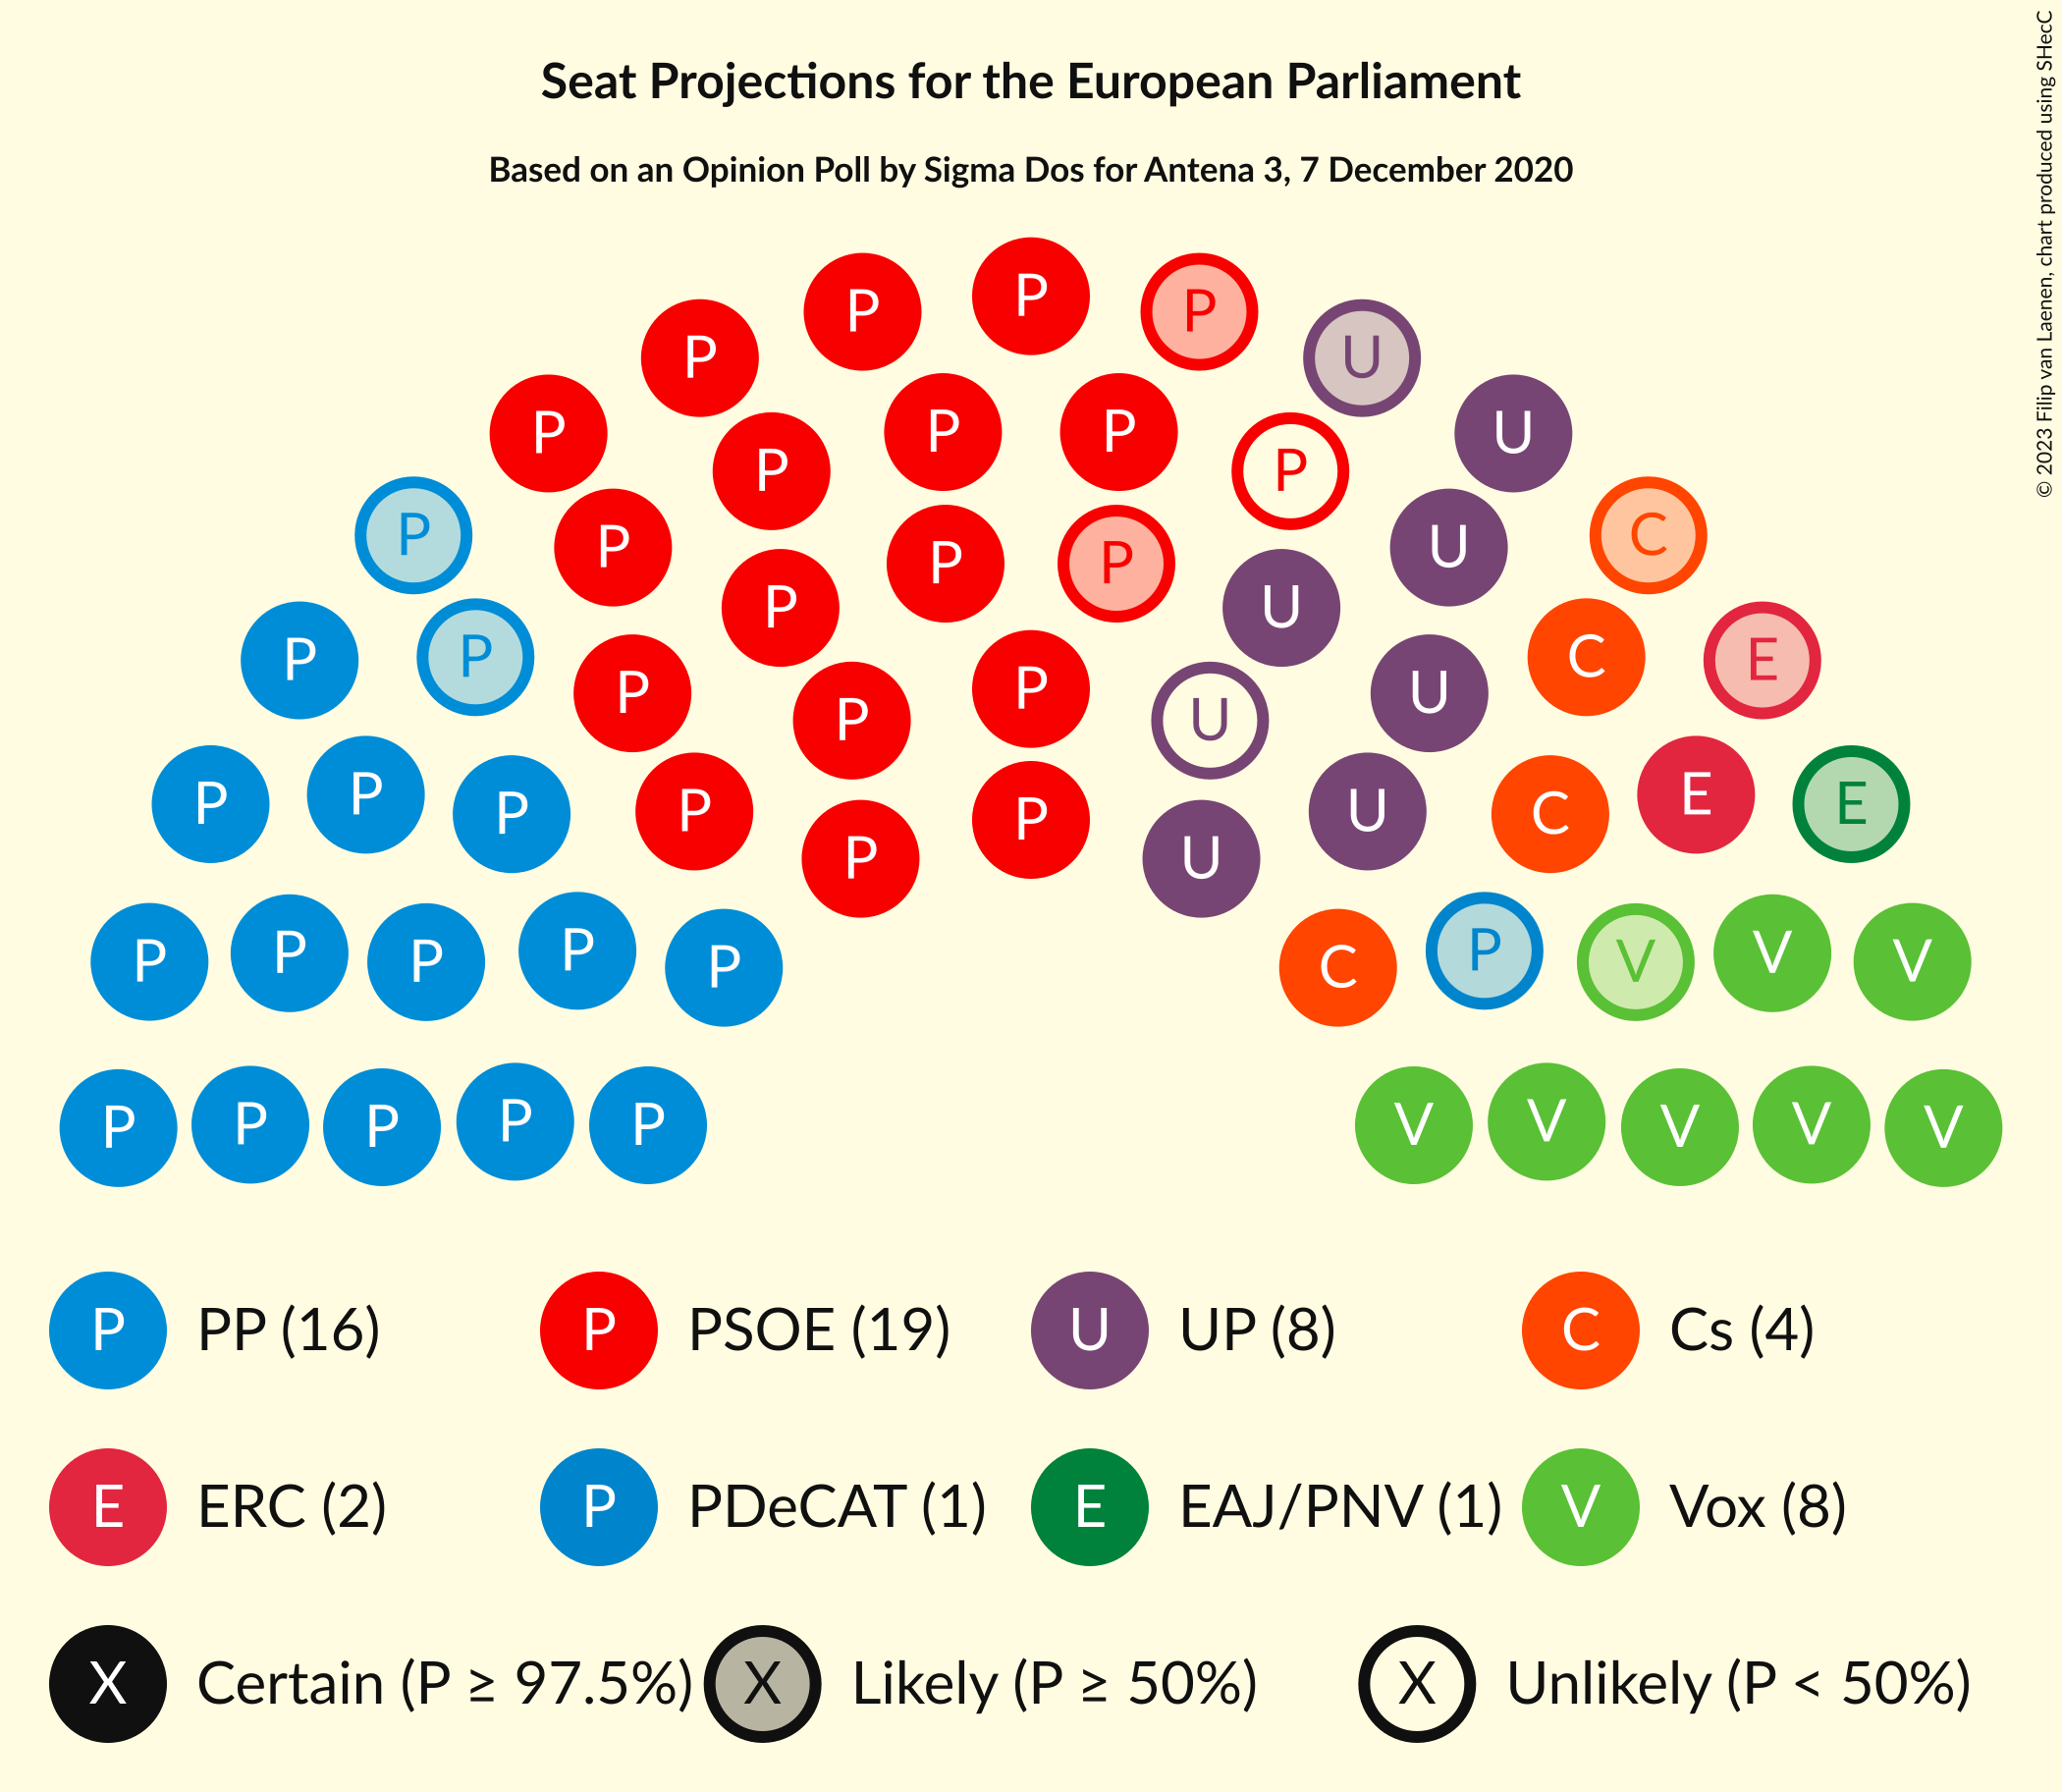 Seat Projections for the European Parliament
Based on an Opinion Poll by Sigma Dos for Antena 3, 7 December 2020
© 2023 Filip van Laenen, chart produced using SHecC
P
P P
P U
P P P P U
P P C
P U
P P P U
P P C E
P U
P P U
P P P P U C E E
P P
P U
P P P P P C P V V V
P P P P P V V V V V
P PP (16) P PSOE (19) U UP (8) C Cs (4)
E ERC (2) P PDeCAT (1) E EAJ/PNV (1) V Vox (8)
X Certain (P ≥ 97.5%) X Likely (P ≥ 50%) X Unlikely (P < 50%)